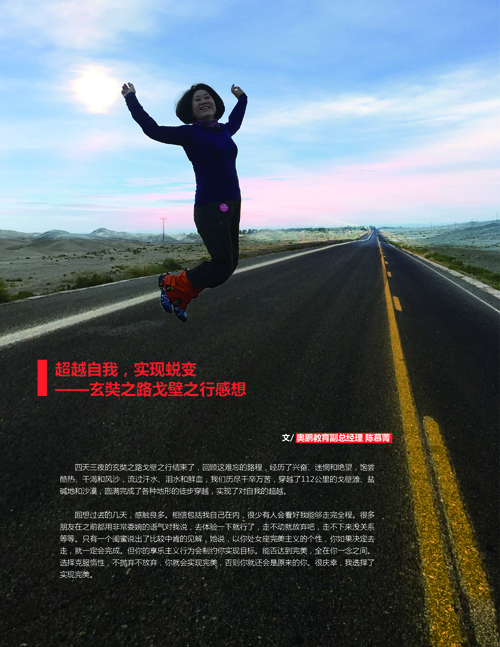 超越自我，实现蜕变
——玄奘之路戈壁之行感想
文/ 奥鹏教育副总经理 陈慕菁
四天三夜的玄奘之路戈壁之行结束了，回顾这难忘的路程，经历了兴奋、迷惘和绝望，饱尝
酷热、干渴和风沙，流过汗水、泪水和鲜血，我们历尽千辛万苦，穿越了112公里的戈壁滩、盐
碱地和沙漠，圆满完成了各种地形的徒步穿越，实现了对自我的超越。
回想过去的几天，感触良多。相信包括我自己在内，很少有人会看好我能够走完全程。很多
朋友在之前都用非常委婉的语气对我说，去体验一下就行了，走不动就放弃吧，走不下来没关系
等等。只有一个闺蜜说出了比较中肯的见解，她说，以你处女座完美主义的个性，你如果决定去
走，就一定会完成。但你的享乐主义行为会制约你实现目标。能否达到完美，全在你一念之间。
选择克服惰性，不抛弃不放弃，你就会实现完美，否则你就还会是原来的你。很庆幸，我选择了
实现完美。